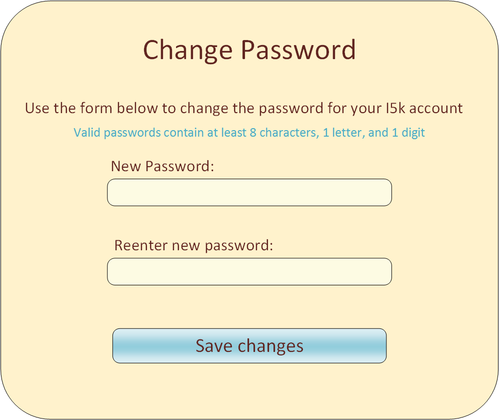 Change Password
Use the form below to change the password for your I5k account
Valid passwords contain at least 8 characters, 1 letter, and 1 digit
New Password:
Reenter new password:
Save changes